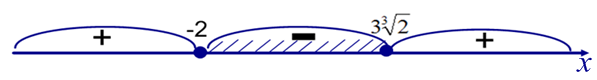 -2 3∛2
+ − +
x